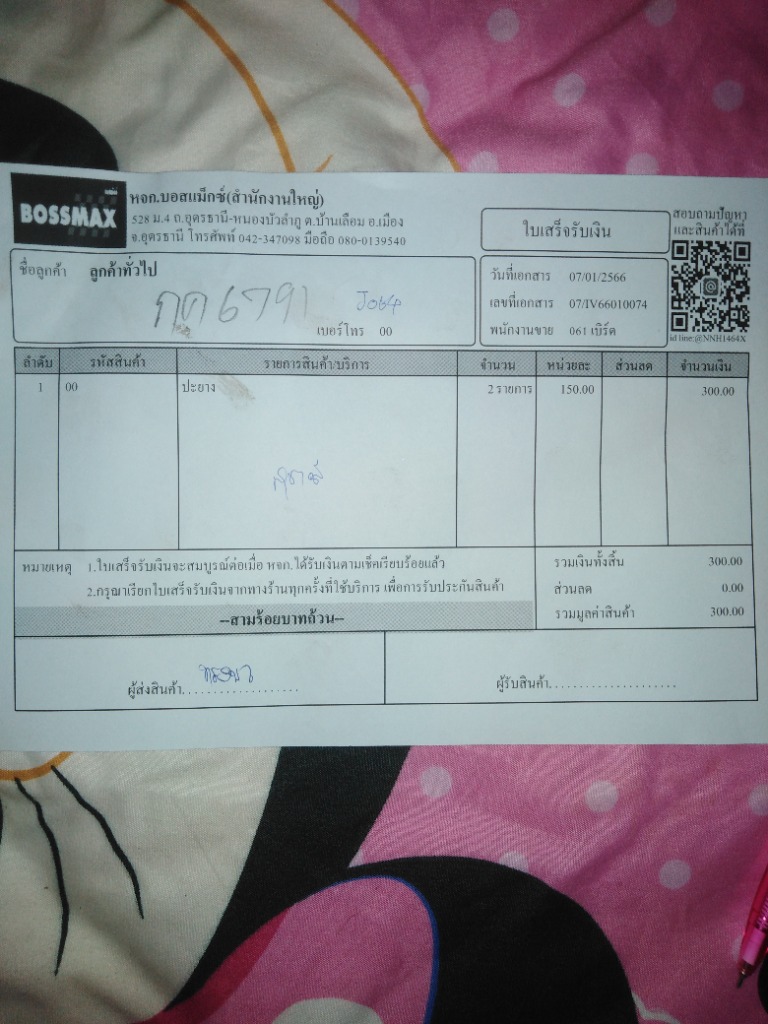 BOSSMAX
หจก.บอสแม็กซ์(สำนักงานใหญ่)
528 ม.4 ถ.อุดรธานี-หนองบัวลำภู ต.บ้านเลื่อม อ.เมือง
จ.อุดรธานี โทรศัพท์ 042-347098 มือถือ 080-0139540
ใบเสร็จรับเงิน
สอบถามปัญหา
และสินค้าได้ที่
id line:@NNH1464X
ชื่อลูกค้า ลูกค้าทั่วไป
กค 6791
เบอร์โทร 00
วันที่เอกสาร 07/01/2566
เลขที่เอกสาร 07/IV66010074
พนักงานขาย 061 เบิร์ด
ลำดับ รหัสสินค้า รายการสินค้า/บริการ จำนวน หน่วยละ ส่วนลด จำนวนเงิน
1 00 ปะยาง 2 รายการ 150.00 300.00
หมายเหตุ 1.ใบเสร็จรับเงินจะสมบูรณ์ต่อเมื่อ หจก.ได้รับเงินตามเช็คเรียบร้อยแล้ว
2.กรุณาเรียกใบเสร็จรับเงินจากทางร้านทุกครั้งที่ใช้บริการ เพื่อการรับประกันสินค้า
--สามร้อยบาทถ้วน--
รวมเงินทั้งสิ้น 300.00
ส่วนลด 0.00
รวมมูลค่าสินค้า 300.00
ผู้ส่งสินค้า....................
ผู้รับสินค้า......................